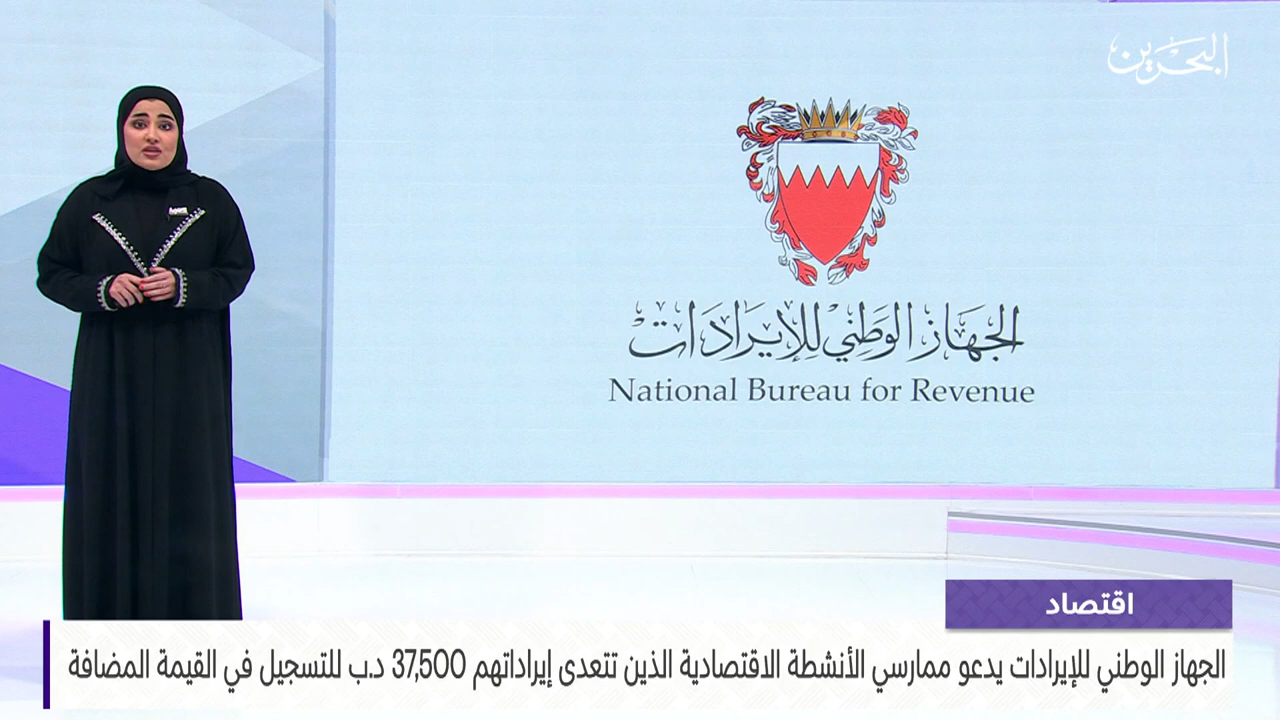 البحرين
الجهاز الوطني للإيرادات
National Bureau for Revenue
اقتصاد
الجهاز الوطني للإيرادات يدعو ممارسي الأنشطة الاقتصادية الذين تتعدى إيراداتهم 37,500 د.ب للتسجيل في القيمة المضافة